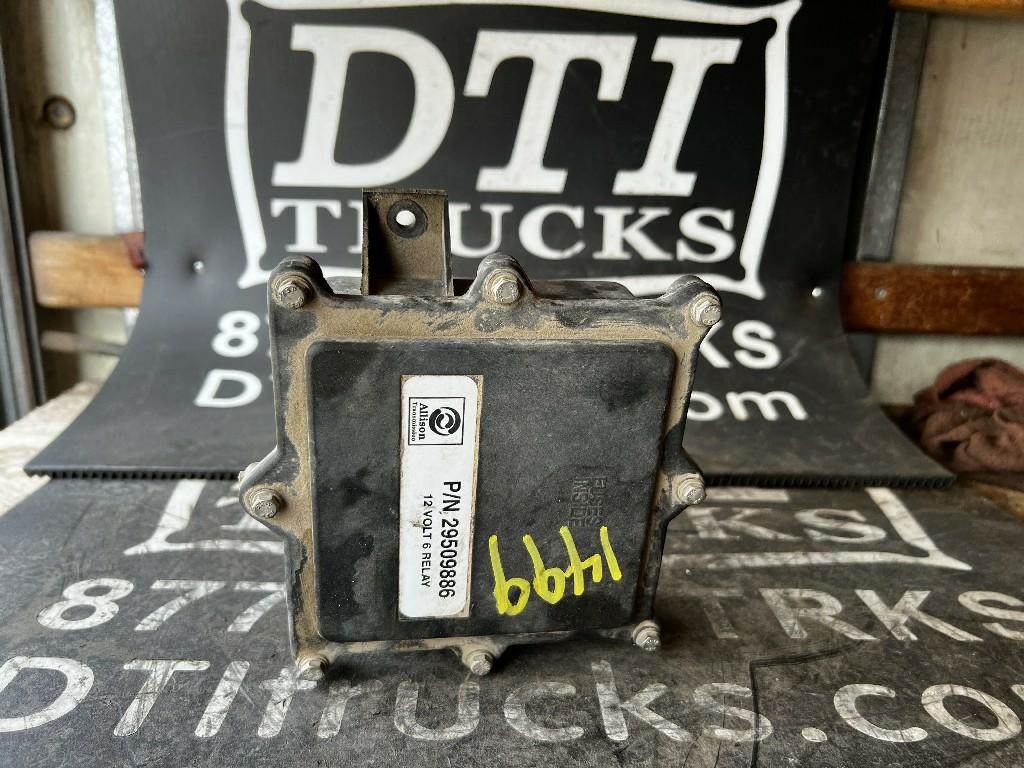 DTI
TRUCKS
8 KS
D om
Allison
Transmission
P/N 29509886
12 VOLT 6 RELAY
FUSES
INSIDE
1499
T RKS
877 TRKS
DTItrucks.co